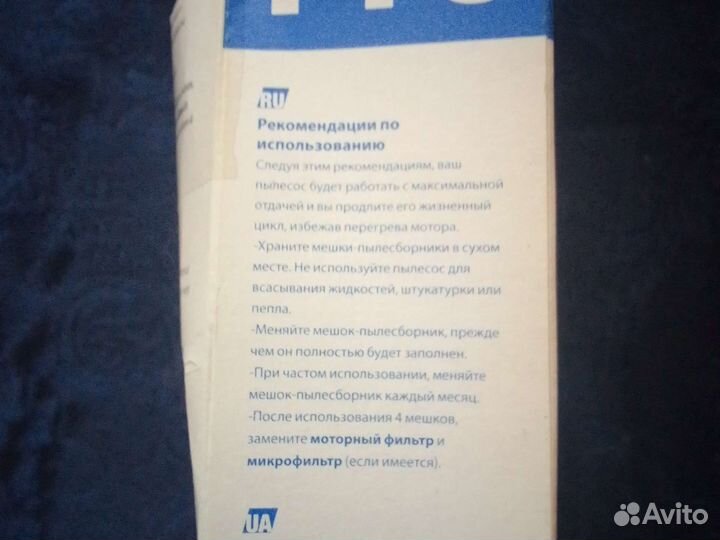 RU
Рекомендации по
использованию
Следуя этим рекомендациям, ваш
пылесос будет работать с максимальной
отдачей и вы продлите его жизненный
цикл, избежав перегрева мотора.
-Храните мешки-пылесборники в сухом
месте. Не используйте пылесос для
всасывания жидкостей, штукатурки или
пепла.
-Меняйте мешок-пылесборник, прежде
чем он полностью будет заполнен.
-При частом использовании, меняйте
мешок-пылесборник каждый месяц.
-После использования 4 мешков,
замените моторный фильтр и
микрофильтр (если имеется).
UA
Avito